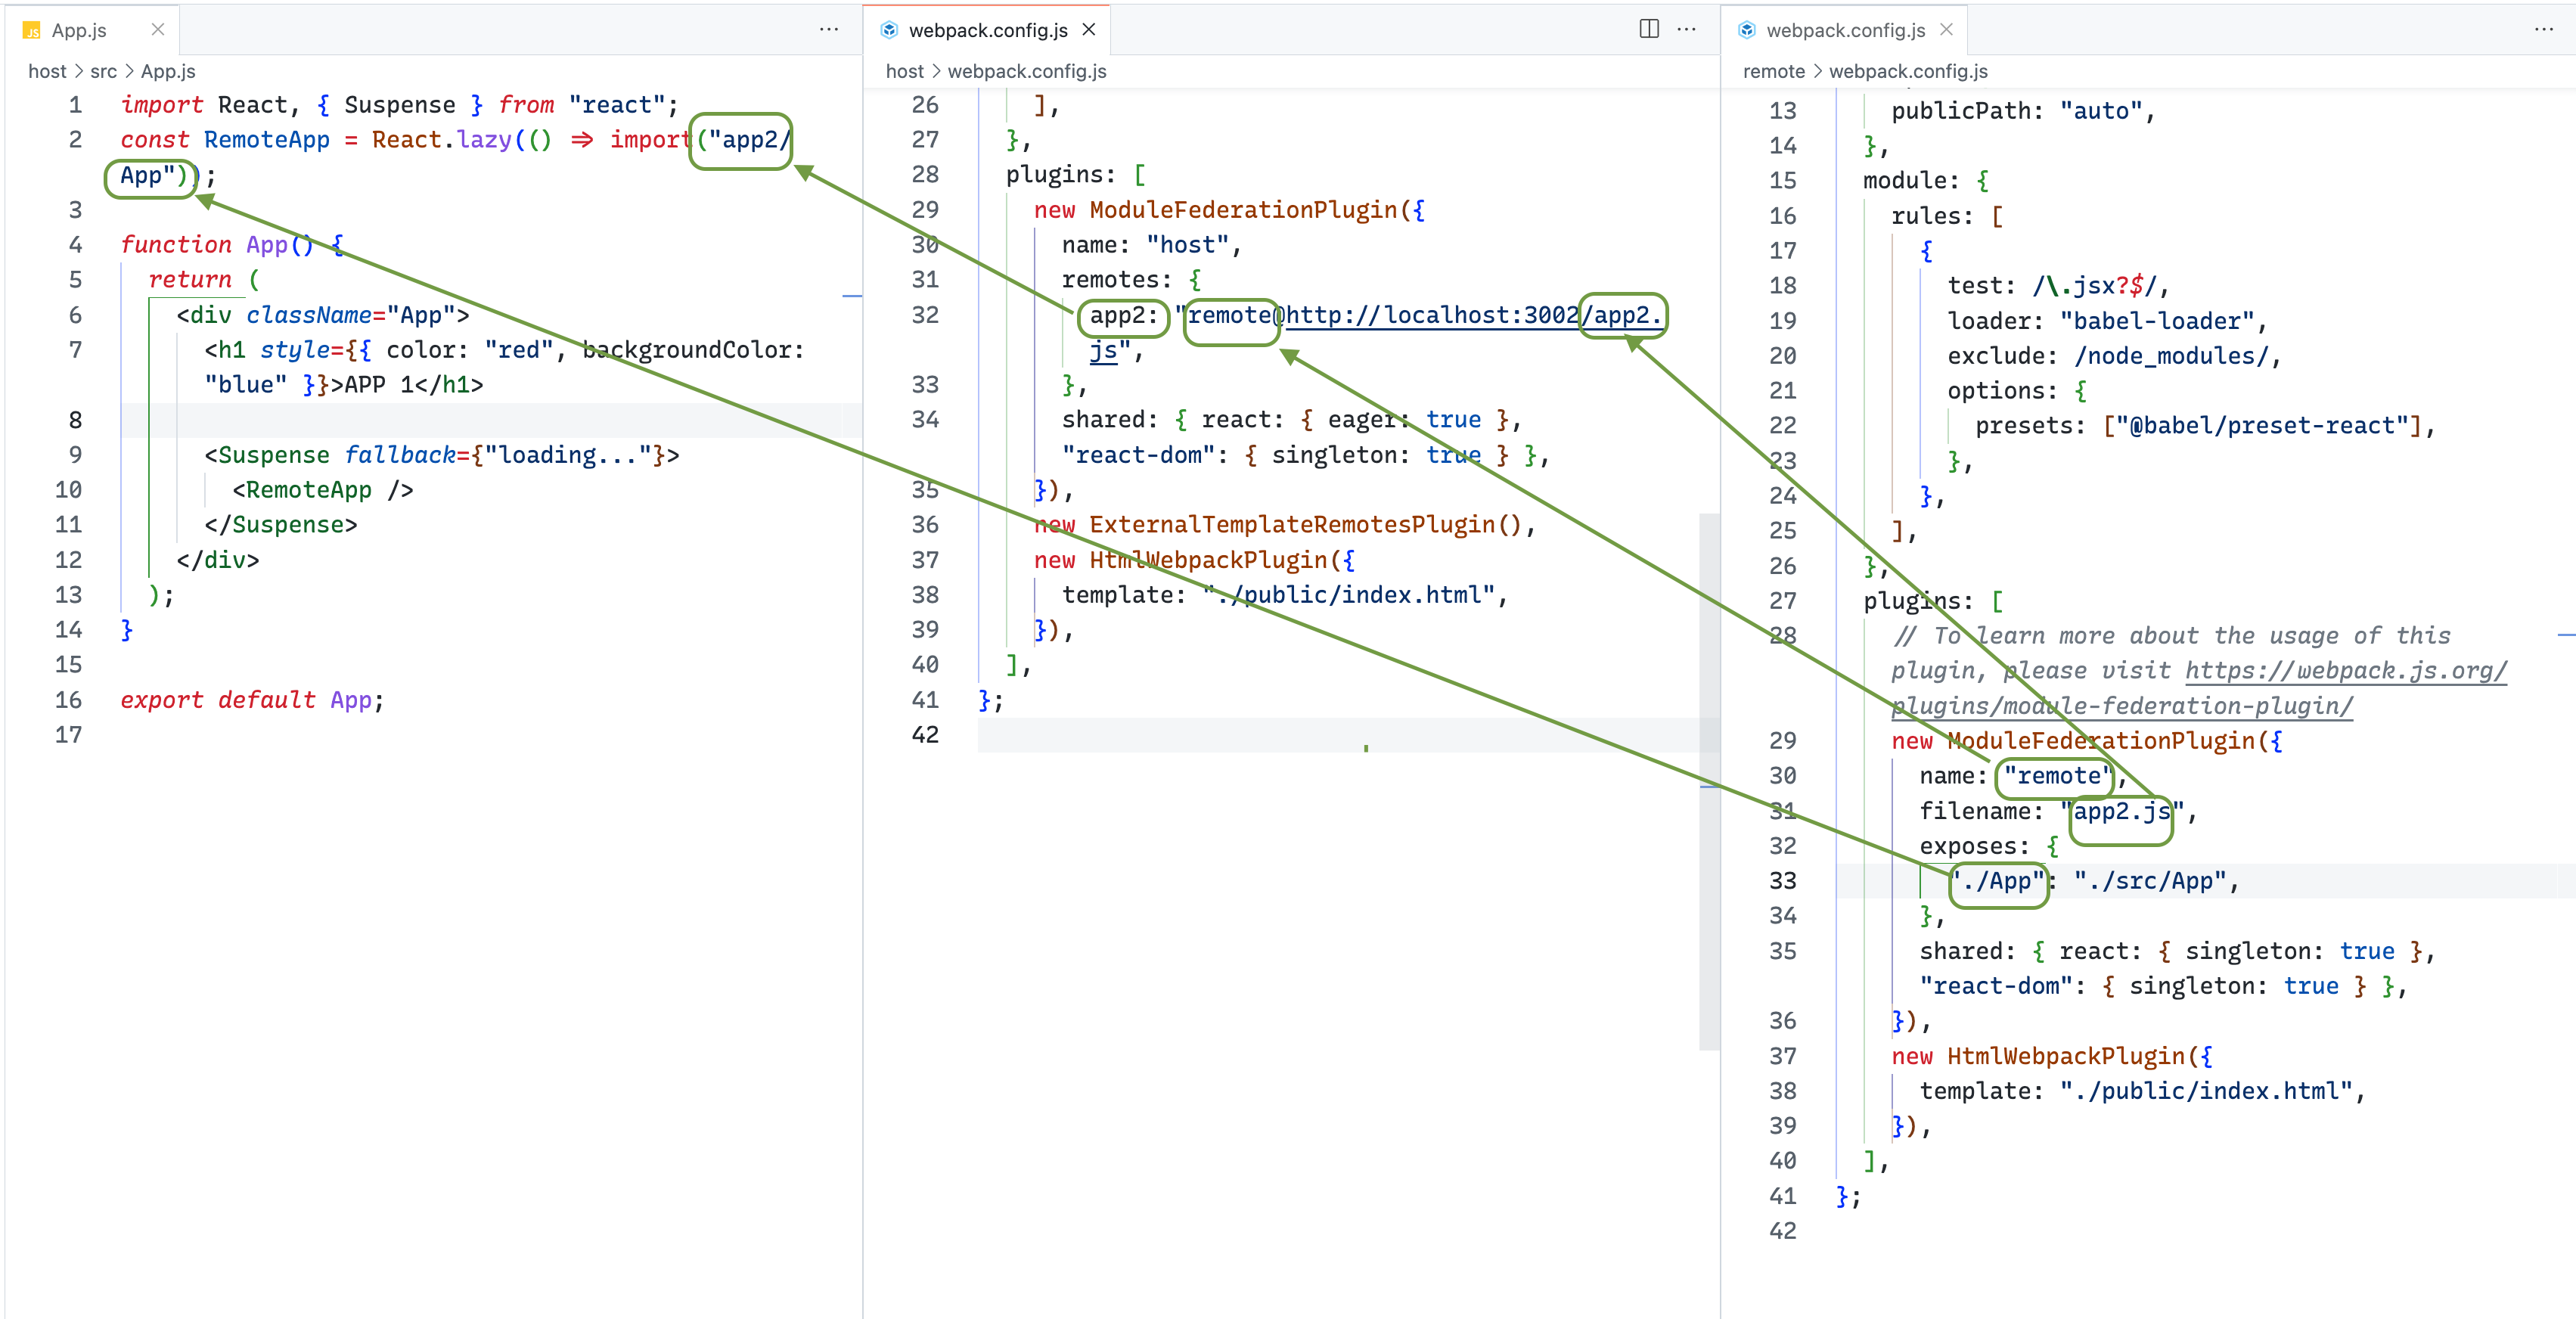 App.js
host > src > App.js
1 import React, { Suspense } from "react";
2 const RemoteApp = React.lazy(() => import("app2/
App"));
3
4 function App() {
5 return (
6 <div className="App">
7 <h1 style={{ color: "red", backgroundColor:
"blue" }}>APP 1</h1>
8
9 <Suspense fallback={"loading..."}>
10 <RemoteApp />
11 </Suspense>
12 </div>
13 );
14 }
15
16 export default App;
17
webpack.config.js
host > webpack.config.js
26 ],
27 },
28 plugins: [
29 new ModuleFederationPlugin({
30 name: "host",
31 remotes: {
32 app2: "remote@http://localhost:3002/app2.
js",
33 },
34 shared: { react: { eager: true },
"react-dom": { singleton: true } },
35 }),
36 new ExternalTemplateRemotesPlugin(),
37 new HtmlWebpackPlugin({
38 template: "./public/index.html",
39 }),
40 ],
41 };
42
webpack.config.js
remote > webpack.config.js
13 publicPath: "auto",
14 },
15 module: {
16 rules: [
17 {
18 test: /\.jsx?$/,
19 loader: "babel-loader",
20 exclude: /node_modules/,
21 options: {
22 presets: ["@babel/preset-react"],
23 },
24 },
25 ],
26 },
27 plugins: [
28 // To learn more about the usage of this
plugin, please visit https://webpack.js.org/
plugins/module-federation-plugin/
29 new ModuleFederationPlugin({
30 name: "remote",
31 filename: "app2.js",
32 exposes: {
33 "./App": "./src/App",
34 },
35 shared: { react: { singleton: true },
"react-dom": { singleton: true } },
36 }),
37 new HtmlWebpackPlugin({
38 template: "./public/index.html",
39 }),
40 ],
41 };
42